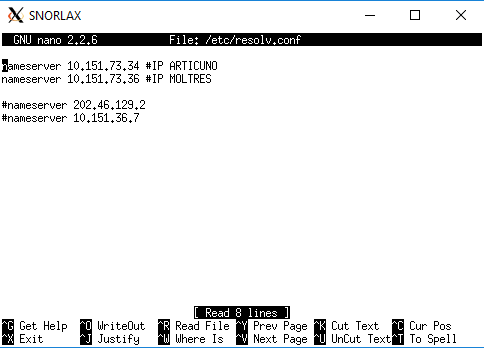 SNORLAX
GNU nano 2.2.6 File: /etc/resolv.conf
nameserver 10.151.73.34 #IP ARTICUNO
nameserver 10.151.73.36 #IP MOLTRES
#nameserver 202.46.129.2
#nameserver 10.151.36.7
[ Read 8 lines ]
^G Get Help ^O WriteOut ^R Read File ^Y Prev Page ^K Cut Text ^C Cur Pos
^X Exit ^J Justify ^W Where Is ^V Next Page ^U UnCut Text ^T To Spell